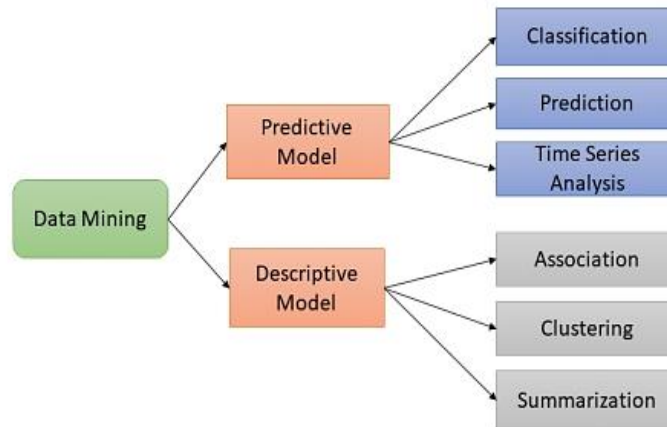 Data Mining
Predictive
Model
Descriptive
Model
Classification
Prediction
Time Series
Analysis
Association
Clustering
Summarization